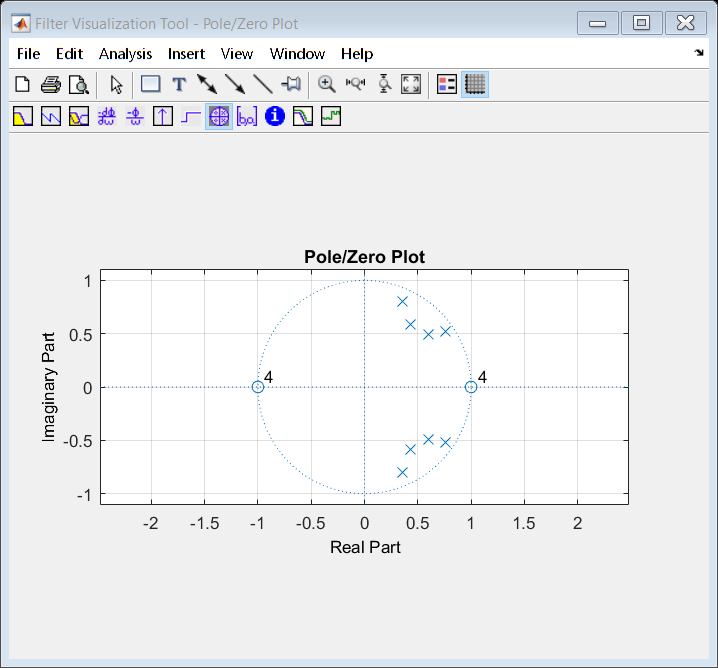 Filter Visualization Tool - Pole/Zero Plot
File Edit Analysis Insert View Window Help
Pole/Zero Plot
Imaginary Part
1
0.5
0
-0.5
-1
4
4
-2 -1.5 -1 -0.5 0 0.5 1 1.5 2
Real Part